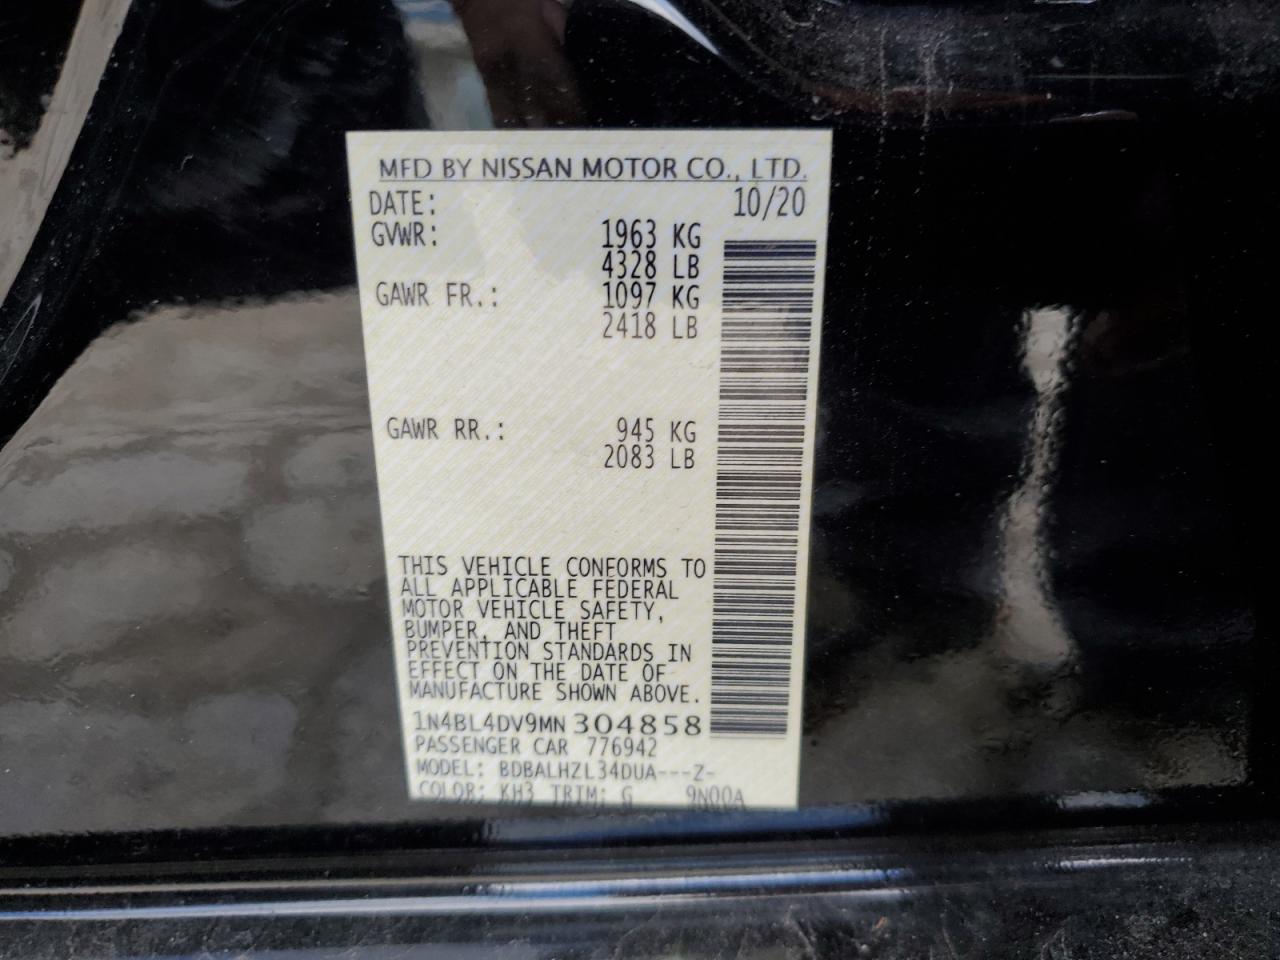 MFD BY NISSAN MOTOR CO., LTD.
DATE: 10/20
GVWR: 1963 KG
4328 LB
GAWR FR.: 1097 KG
2418 LB
GAWR RR.: 945 KG
2083 LB
THIS VEHICLE CONFORMS TO
ALL APPLICABLE FEDERAL
MOTOR VEHICLE SAFETY,
BUMPER, AND THEFT
PREVENTION STANDARDS IN
EFFECT ON THE DATE OF
MANUFACTURE SHOWN ABOVE.
1N4BL4DV9MN304858
PASSENGER CAR 776942
MODEL: BDBALHZL34DUA---Z-
COLOR: KH3 TRIM: G 9N00A